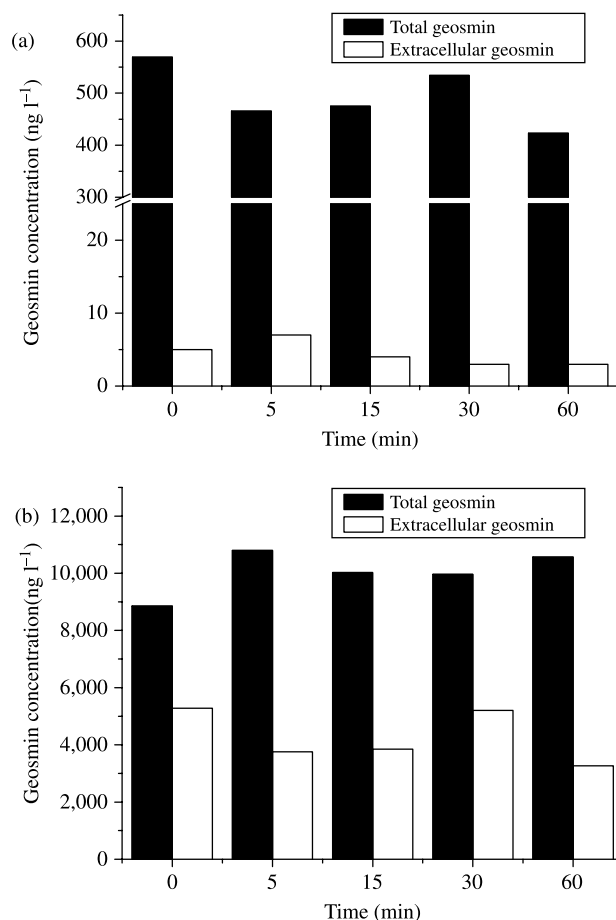 (a)
Total geosmin
Extracellular geosmin
Geosmin concentration (ng l⁻¹)
600
500
400
300
20
10
0
0 5 15 30 60
Time (min)
(b)
Total geosmin
Extracellular geosmin
Geosmin concentration(ng l⁻¹)
12,000
10,000
8,000
6,000
4,000
2,000
0
0 5 15 30 60
Time (min)